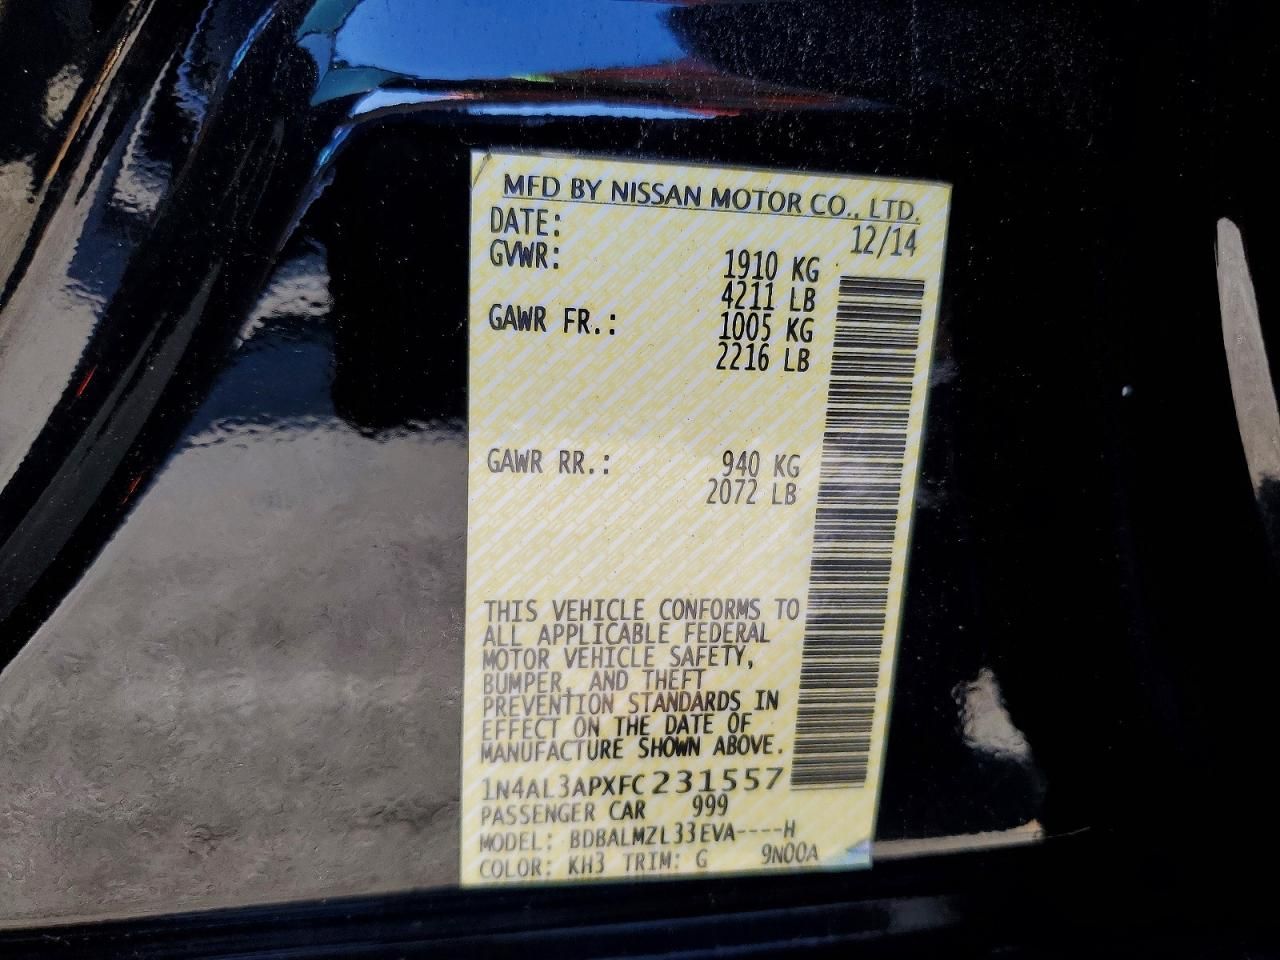 MFD BY NISSAN MOTOR CO., LTD.
DATE: 12/14
GVWR: 1910 KG
4211 LB
GAWR FR.: 1005 KG
2216 LB
GAWR RR.: 940 KG
2072 LB
THIS VEHICLE CONFORMS TO
ALL APPLICABLE FEDERAL
MOTOR VEHICLE SAFETY,
BUMPER, AND THEFT
PREVENTION STANDARDS IN
EFFECT ON THE DATE OF
MANUFACTURE SHOWN ABOVE.
1N4AL3APXFC231557
PASSENGER CAR 999
MODEL: BDBALMZL33EVA----H
COLOR: KH3 TRIM: G 9N00A